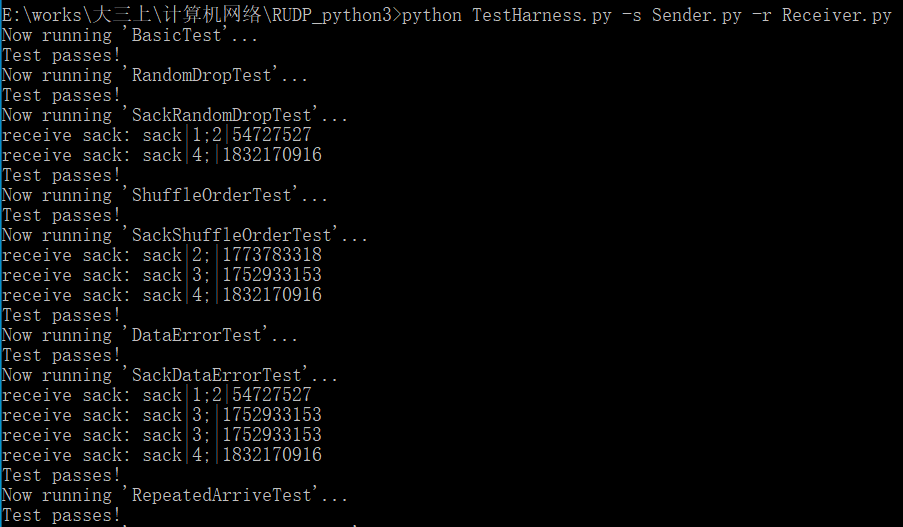 E:\works\大三上\计算机网络\RUDP_python3>python TestHarness.py -s Sender.py -r Receiver.py
Now running 'BasicTest'...
Test passes!
Now running 'RandomDropTest'...
Test passes!
Now running 'SackRandomDropTest'...
receive sack: sack|1;2|54727527
receive sack: sack|4;|1832170916
Test passes!
Now running 'ShuffleOrderTest'...
Test passes!
Now running 'SackShuffleOrderTest'...
receive sack: sack|2;|1773783318
receive sack: sack|3;|1752933153
receive sack: sack|4;|1832170916
Test passes!
Now running 'DataErrorTest'...
Test passes!
Now running 'SackDataErrorTest'...
receive sack: sack|1;2|54727527
receive sack: sack|3;|1752933153
receive sack: sack|3;|1752933153
receive sack: sack|4;|1832170916
Test passes!
Now running 'RepeatedArriveTest'...
Test passes!